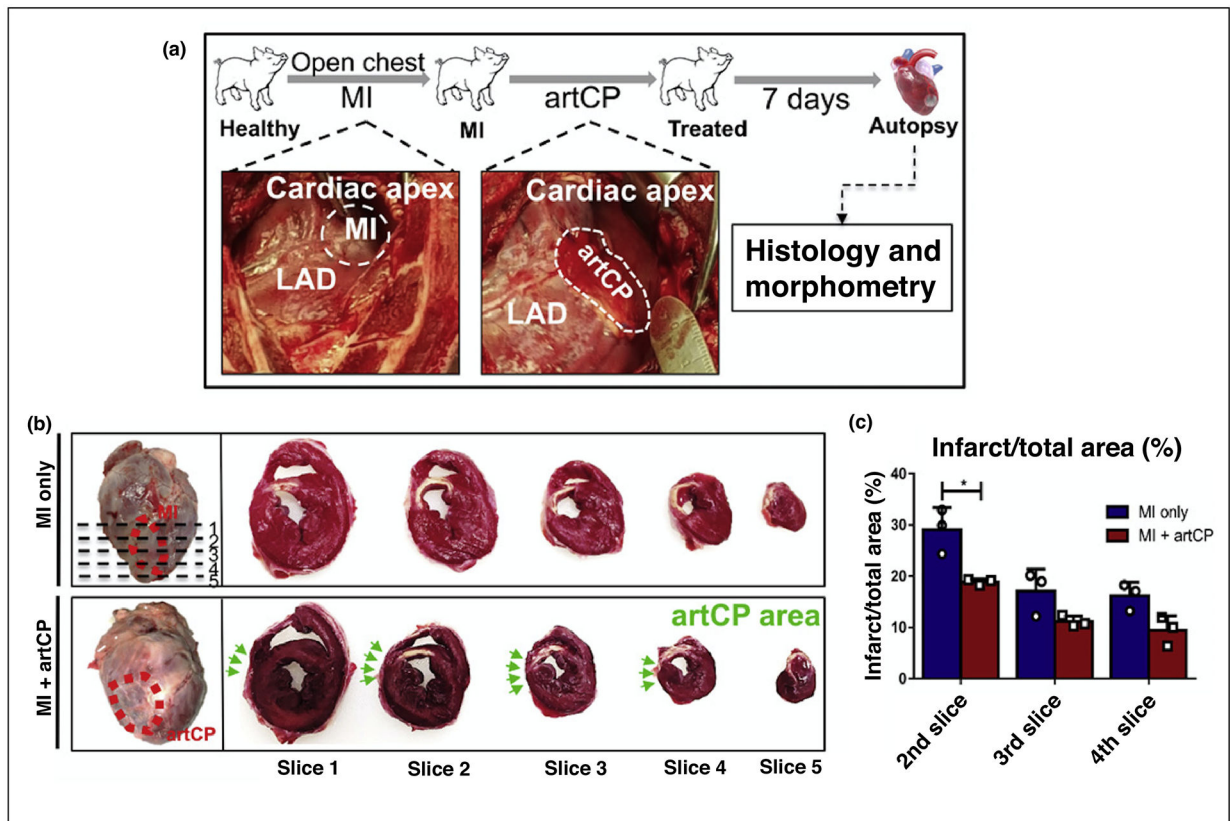 (a)
Open chest
MI
artCP
7 days
Healthy
MI
Treated
Autopsy
Cardiac apex
MI
LAD
Cardiac apex
artCP
LAD
Histology and
morphometry
(b)
MI only
MI
1
2
3
4
5
MI + artCP
artCP
artCP area
Slice 1
Slice 2
Slice 3
Slice 4
Slice 5
(c)
Infarct/total area (%)
Infarct/total area (%)
40
30
20
10
0
*
MI only
MI + artCP
2nd slice
3rd slice
4th slice